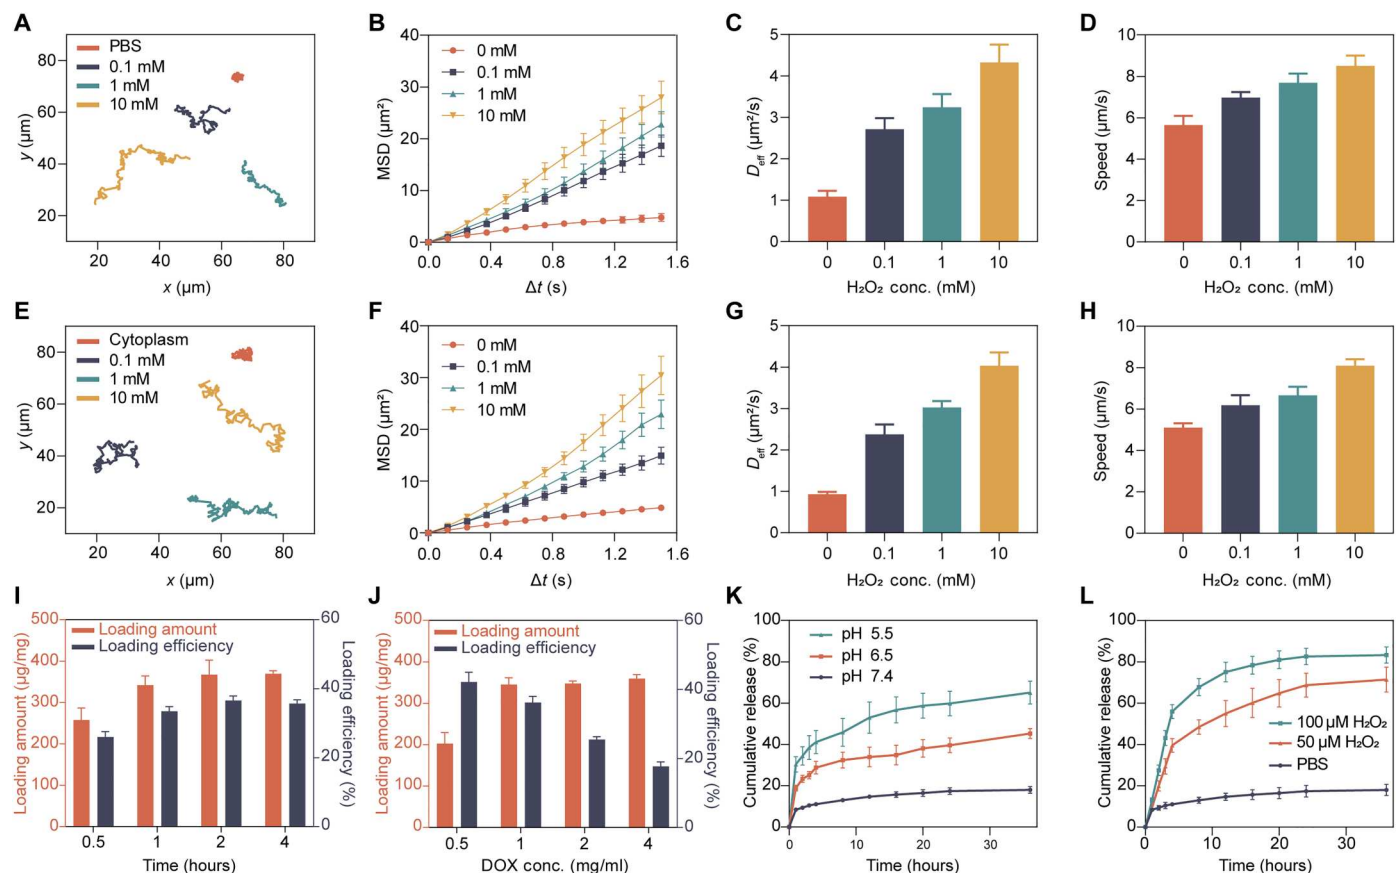 A
PBS
0.1 mM
1 mM
10 mM
80
60
40
20
y (µm)
20 40 60 80
x (µm)
B
0 mM
0.1 mM
1 mM
10 mM
40
30
20
10
0
MSD (µm²)
0.0 0.4 0.8 1.2 1.6
Δt (s)
C
5
4
3
2
1
Deff (µm²/s)
0 0.1 1 10
H₂O₂ conc. (mM)
D
10
8
6
4
2
0
Speed (µm/s)
0 0.1 1 10
H₂O₂ conc. (mM)
E
Cytoplasm
0.1 mM
1 mM
10 mM
80
60
40
20
y (µm)
20 40 60 80
x (µm)
F
0 mM
0.1 mM
1 mM
10 mM
40
30
20
10
0
MSD (µm²)
0.0 0.4 0.8 1.2 1.6
Δt (s)
G
5
4
3
2
1
0
Deff (µm²/s)
0 0.1 1 10
H₂O₂ conc. (mM)
H
10
8
6
4
2
0
Speed (µm/s)
0 0.1 1 10
H₂O₂ conc. (mM)
I
Loading amount
Loading efficiency
500
400
300
200
100
0
Loading amount (µg/mg)
60
40
20
0
Loading efficiency (%)
0.5 1 2 4
Time (hours)
J
Loading amount
Loading efficiency
500
400
300
200
100
0
Loading amount (µg/mg)
60
40
20
0
Loading efficiency (%)
0.5 1 2 4
DOX conc. (mg/ml)
K
pH 5.5
pH 6.5
pH 7.4
100
80
60
40
20
0
Cumulative release (%)
0 10 20 30
Time (hours)
L
100 µM H₂O₂
50 µM H₂O₂
PBS
100
80
60
40
20
0
Cumulative release (%)
0 10 20 30
Time (hours)